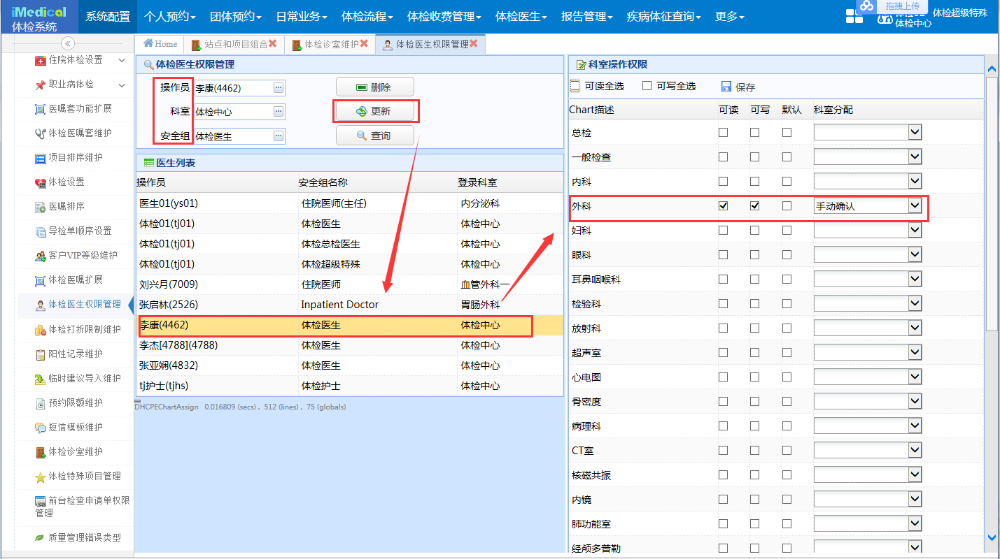 iMedical
体检系统
系统配置
个人预约
团体预约
日常业务
体检流程
体检收费管理
体检医生
报告管理
疾病体征查询
更多
拖拽上传
体检超级特殊
体检中心
Home
站点和项目组合
体检诊室维护
体检医生权限管理
住院体检设置
职业病体检
医嘱套功能扩展
体检医嘱套维护
项目排序维护
体检设置
医嘱排序
导检单顺序设置
客户VIP等级维护
体检医嘱扩展
体检医生权限管理
体检打折限制维护
阳性记录维护
临时建议导入维护
预约限额维护
短信模板维护
体检诊室维护
体检特殊项目管理
前台检查申请单权限
管理
质量管理错误类型
体检医生权限管理
操作员 李康(4462) 删除
科室 体检中心 更新
安全组 体检医生 查询
医生列表
操作员 安全组名称 登录科室
医生01(ys01) 住院医师(主任) 内分泌科
体检01(tj01) 体检医生 体检中心
体检01(tj01) 体检总检医生 体检中心
体检01(tj01) 体检超级特殊 体检中心
刘兴月(7009) 住院医师 血管外科一
张启林(2526) Inpatient Doctor 胃肠外科
李康(4462) 体检医生 体检中心
李杰[4788](4788) 体检医生 体检中心
张亚娴(4832) 体检医生 体检中心
tj护士(tjhs) 体检护士 体检中心
DHCPEChartAssign 0.016809 (secs) , 512 (lines) , 75 (globals)
科室操作权限
可读全选 可写全选 保存
Chart描述 可读 可写 默认 科室分配
总检
一般检查
内科
外科 手动确认
妇科
眼科
耳鼻咽喉科
检验科
放射科
超声室
心电图
骨密度
病理科
CT室
核磁共振
内镜
肺功能室
经颅多普勒